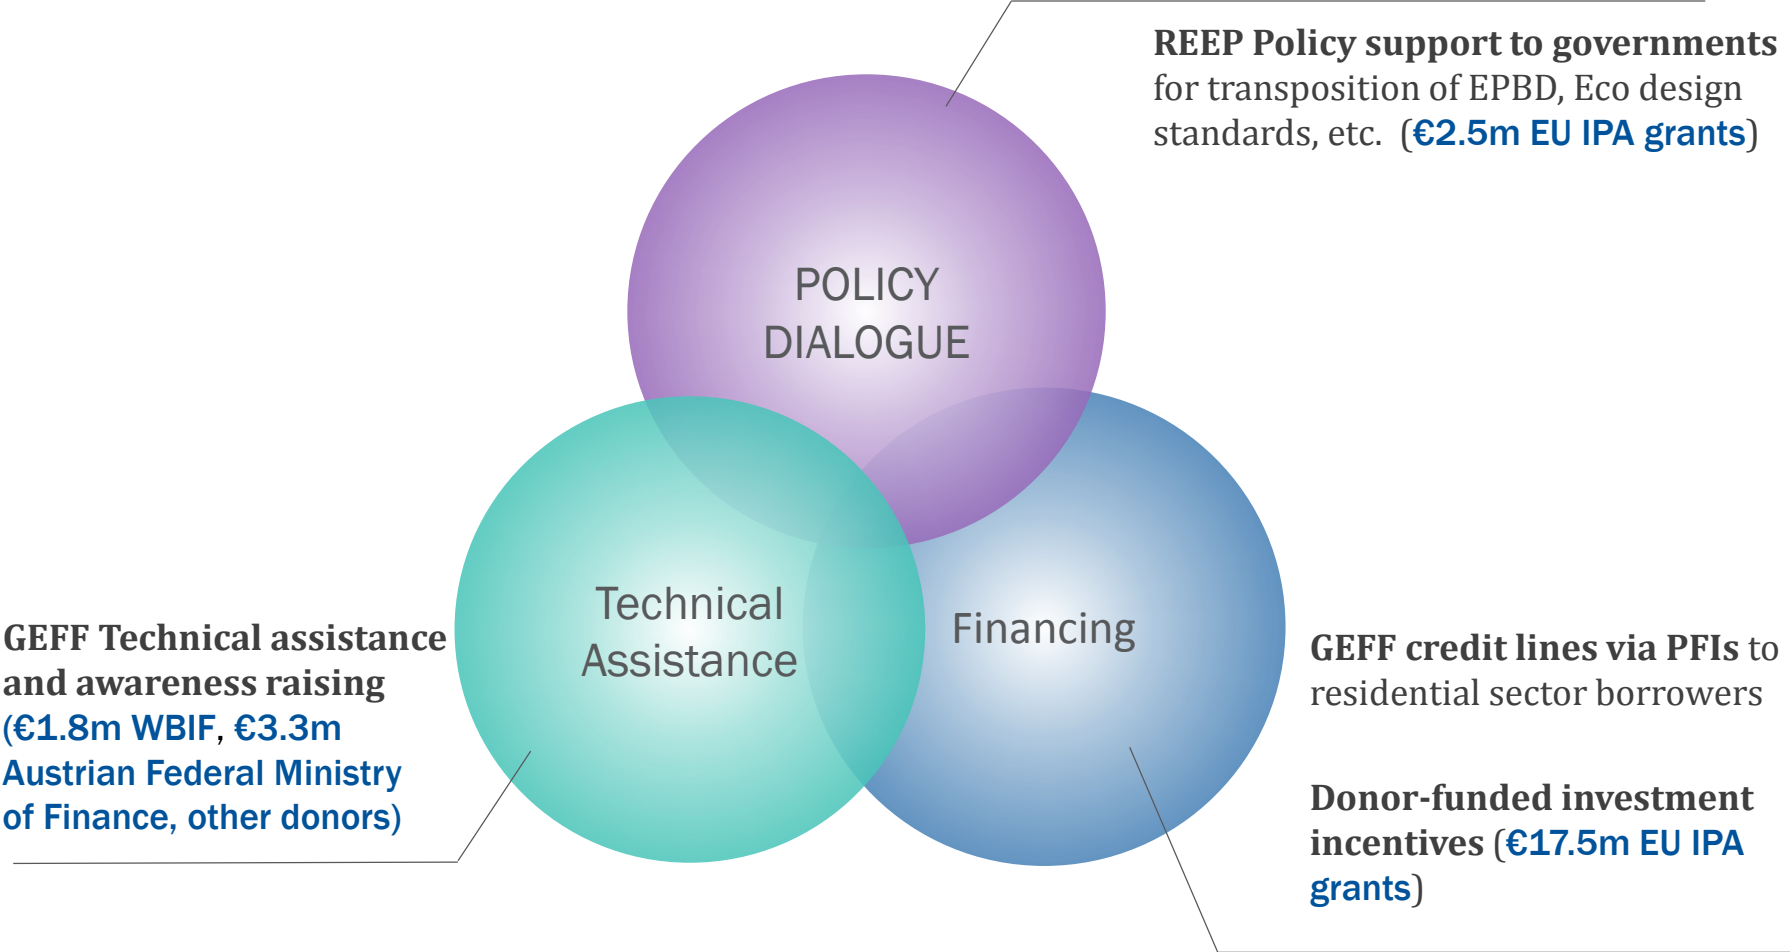 REEP Policy support to governments
for transposition of EPBD, Eco design
standards, etc. (€2.5m EU IPA grants)
POLICY
DIALOGUE
Technical
Assistance
Financing
GEFF Technical assistance
and awareness raising
(€1.8m WBIF, €3.3m
Austrian Federal Ministry
of Finance, other donors)
GEFF credit lines via PFIs to
residential sector borrowers
Donor-funded investment
incentives (€17.5m EU IPA
grants)